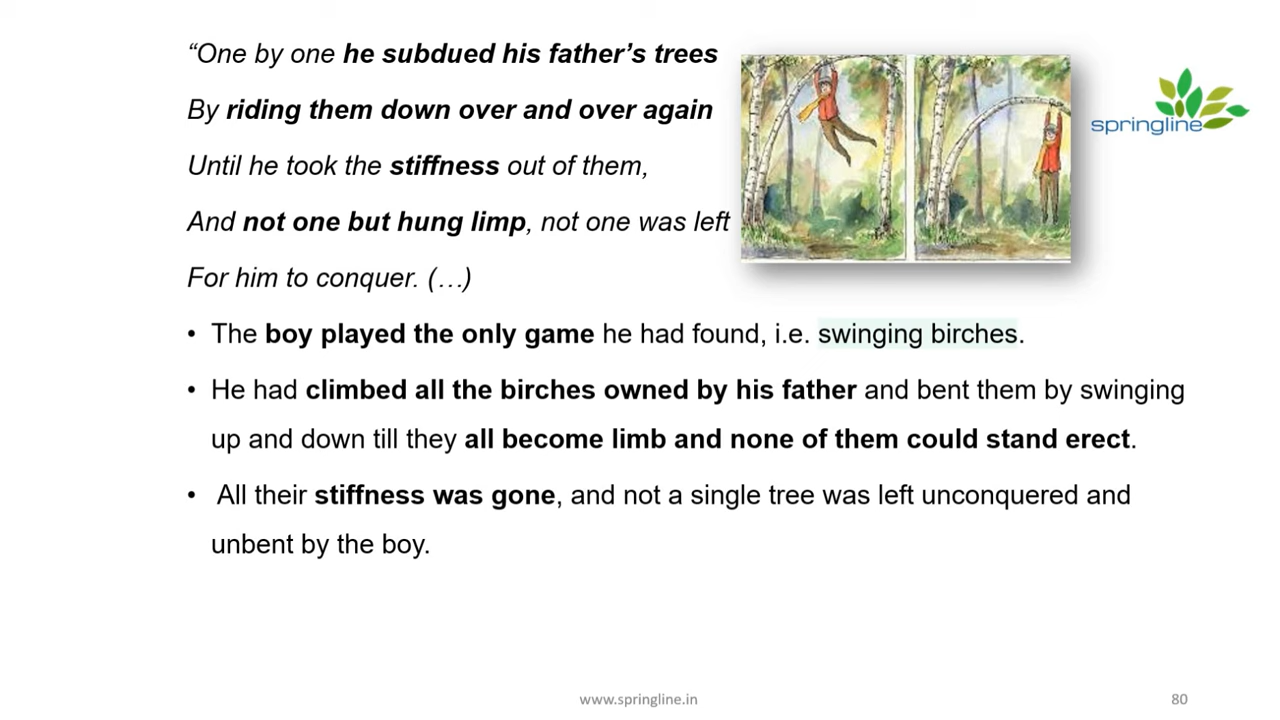 “One by one he subdued his father’s trees
By riding them down over and over again
Until he took the stiffness out of them,
And not one but hung limp, not one was left
For him to conquer. (…)
springline
• The boy played the only game he had found, i.e. swinging birches.
• He had climbed all the birches owned by his father and bent them by swinging
up and down till they all become limb and none of them could stand erect.
• All their stiffness was gone, and not a single tree was left unconquered and
unbent by the boy.
www.springline.in
80